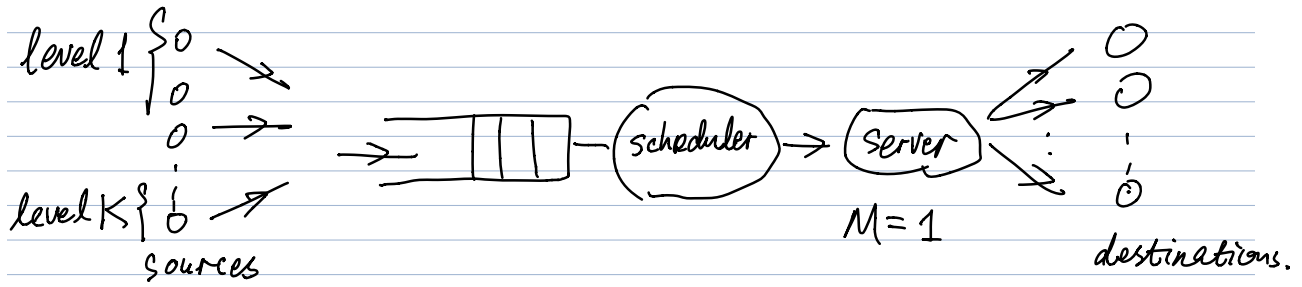 level 1
scheduler
server
level K
M = 1
sources
destinations.